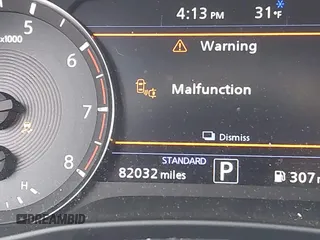 4:13 PM 31°F
5
x1000
Warning
6
Malfunction
7
Dismiss
8
STANDARD
H
82032 miles P 307
DREAMBID